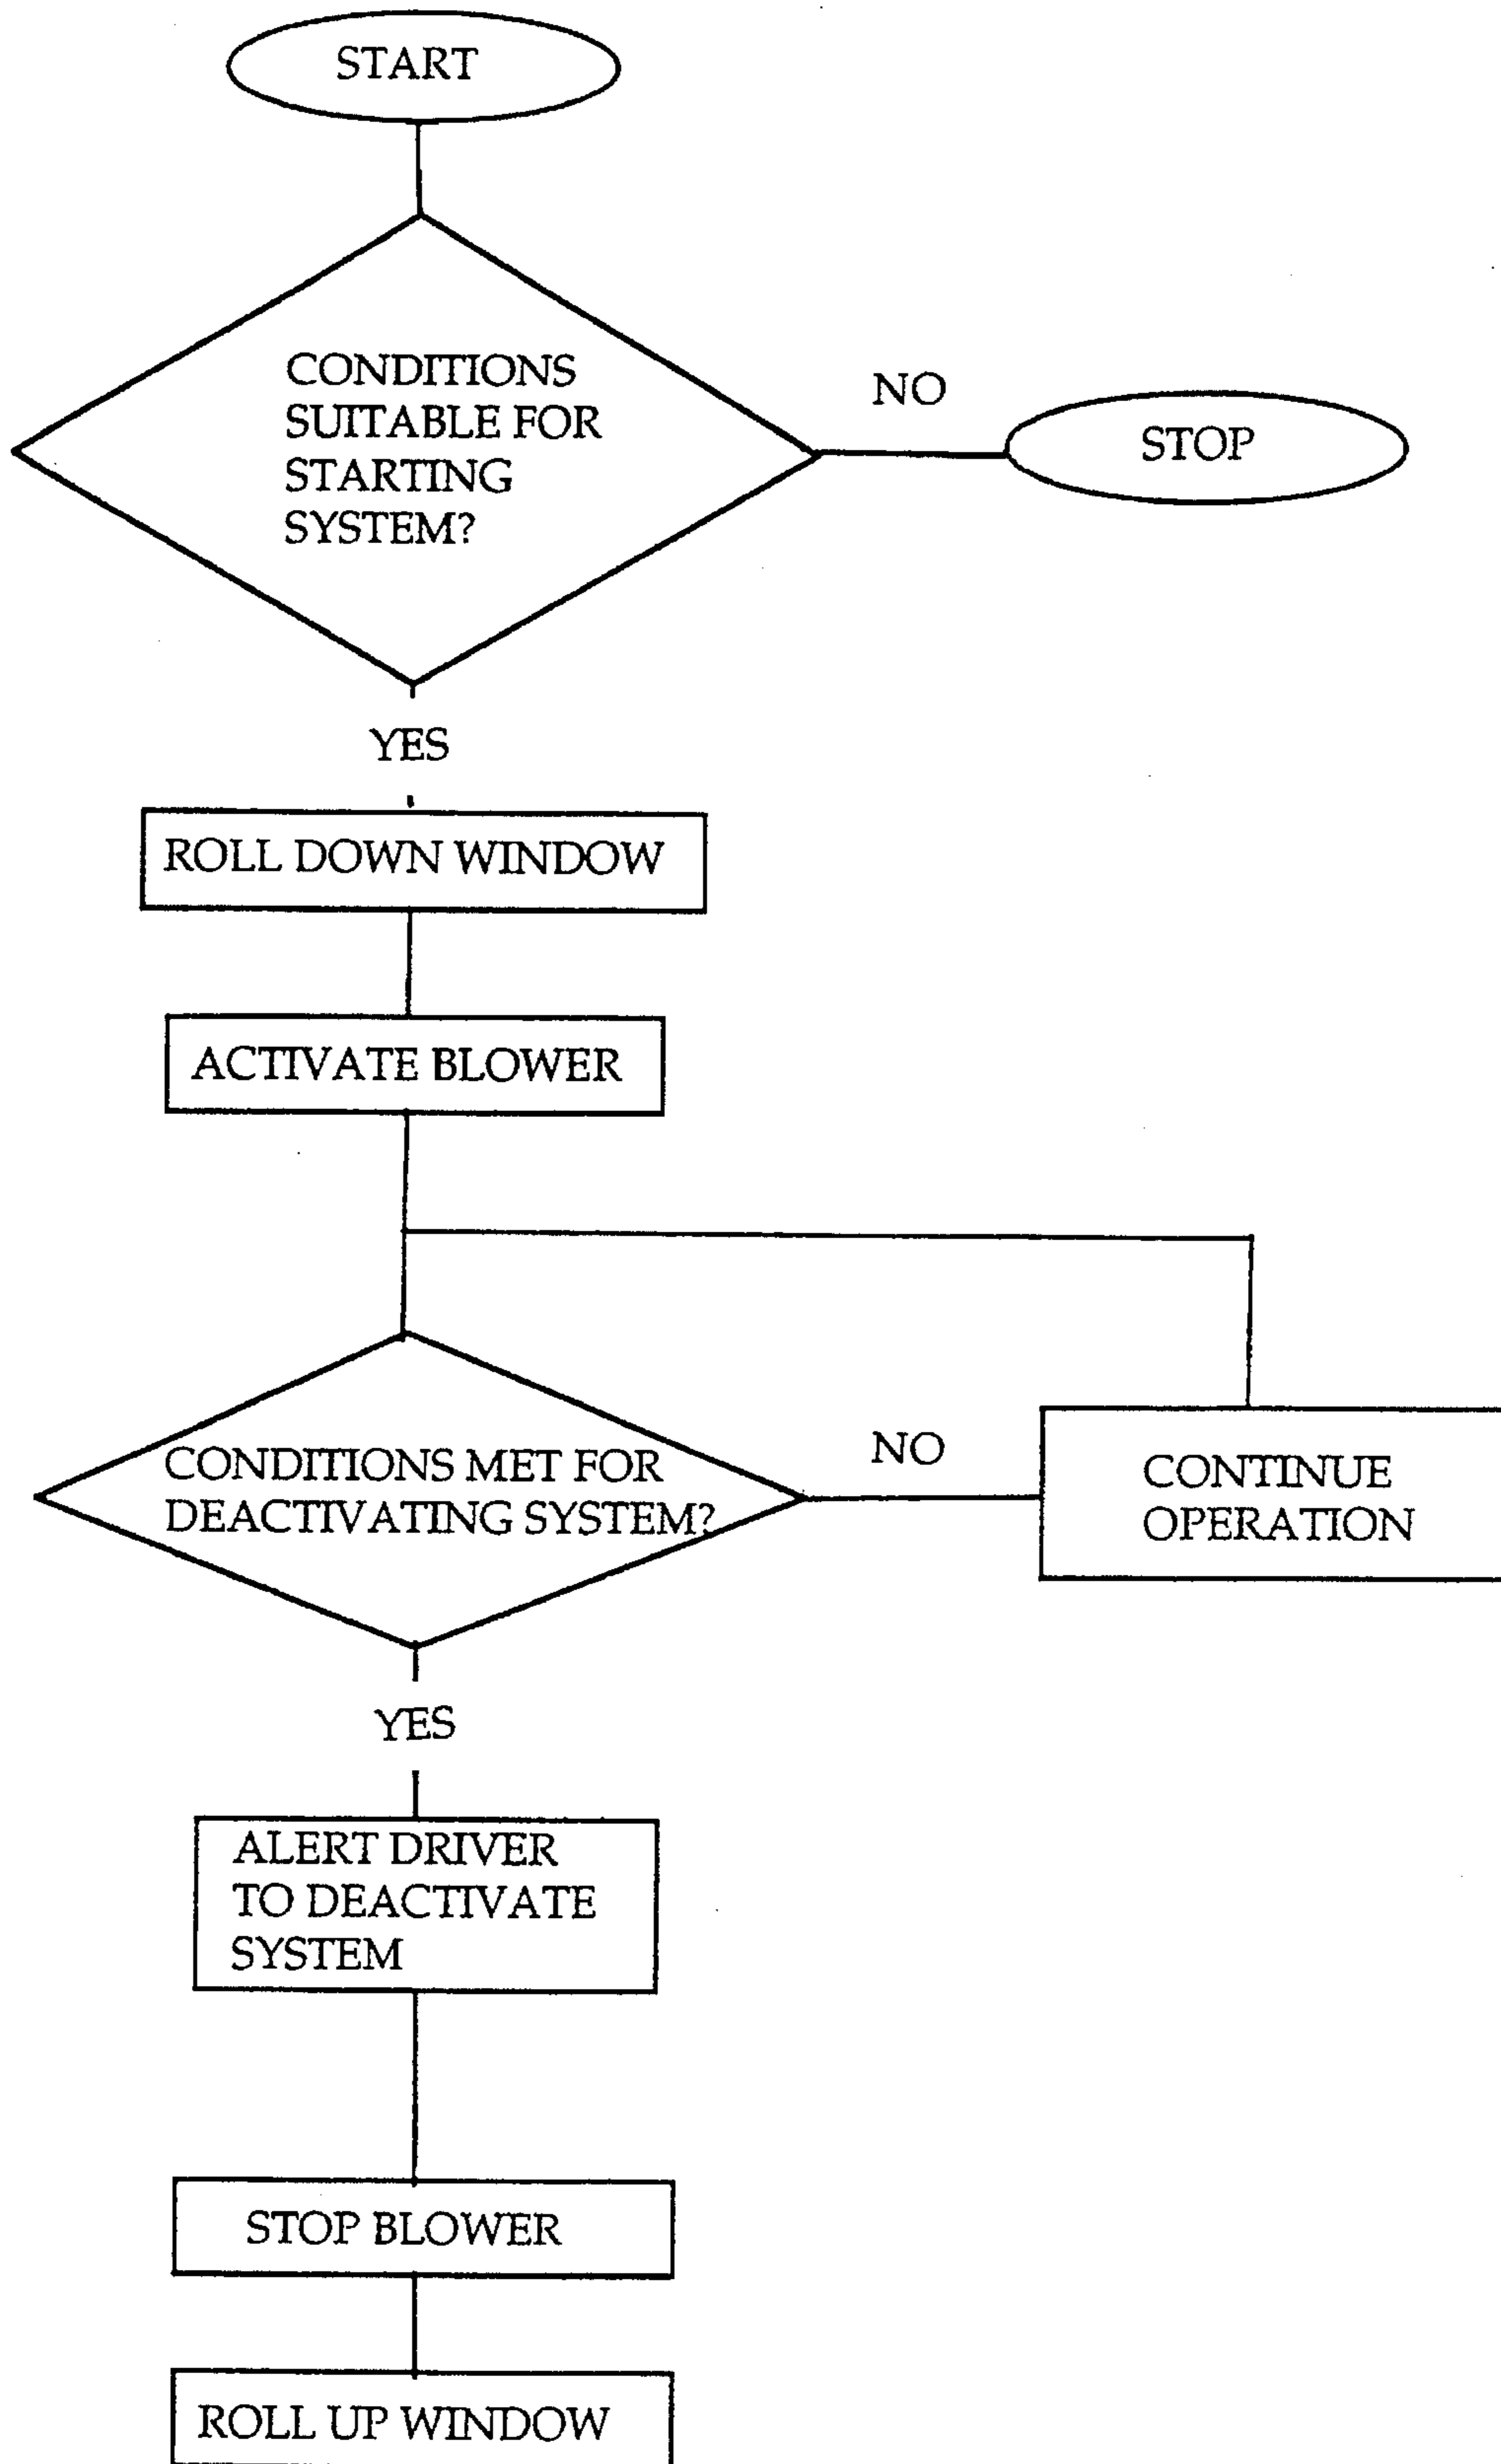 START
CONDITIONS
SUITABLE FOR
STARTING
SYSTEM?
NO
STOP
YES
ROLL DOWN WINDOW
ACTIVATE BLOWER
CONDITIONS MET FOR
DEACTIVATING SYSTEM?
NO
CONTINUE
OPERATION
YES
ALERT DRIVER
TO DEACTIVATE
SYSTEM
STOP BLOWER
ROLL UP WINDOW